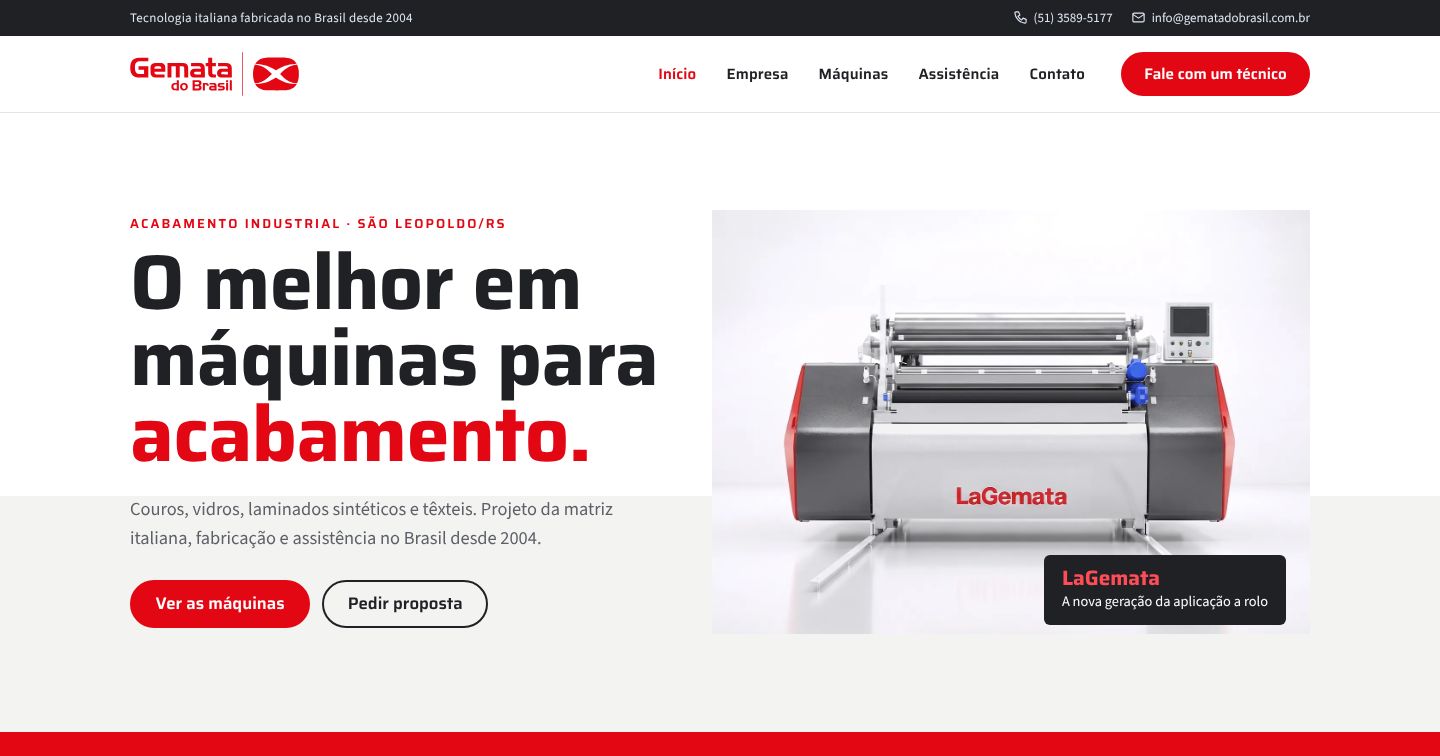 Tecnologia italiana fabricada no Brasil desde 2004
(51) 3589-5177
info@gematadobrasil.com.br
Gemata
do Brasil
Início
Empresa
Máquinas
Assistência
Contato
Fale com um técnico
ACABAMENTO INDUSTRIAL · SÃO LEOPOLDO/RS
O melhor em
máquinas para
acabamento.
Couros, vidros, laminados sintéticos e têxteis. Projeto da matriz
italiana, fabricação e assistência no Brasil desde 2004.
Ver as máquinas
Pedir proposta
LaGemata
LaGemata
A nova geração da aplicação a rolo